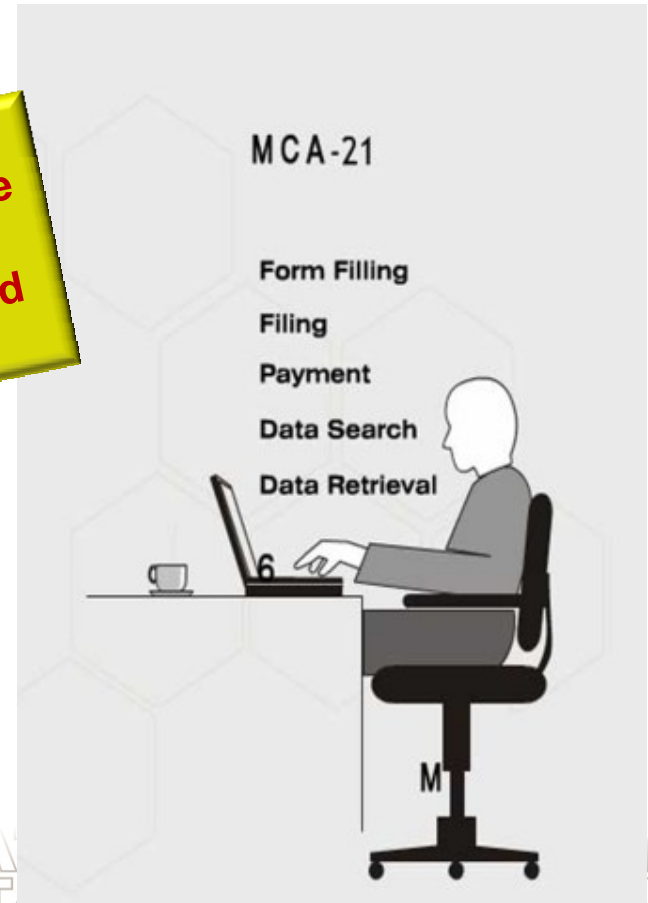 MCA-21
Form Filling
Filing
Payment
Data Search
Data Retrieval
6
M